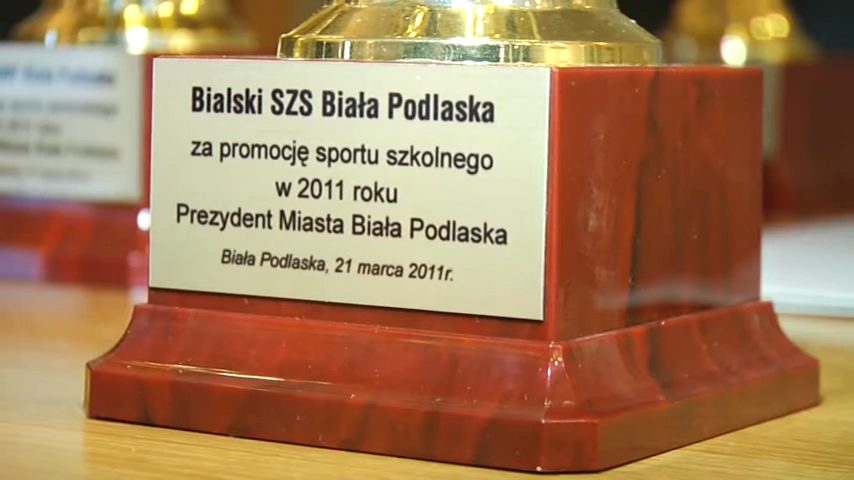 Bialski SZS Biała Podlaska
za promocję sportu szkolnego
w 2011 roku
Prezydent Miasta Biała Podlaska
Biała Podlaska, 21 marca 2011r.